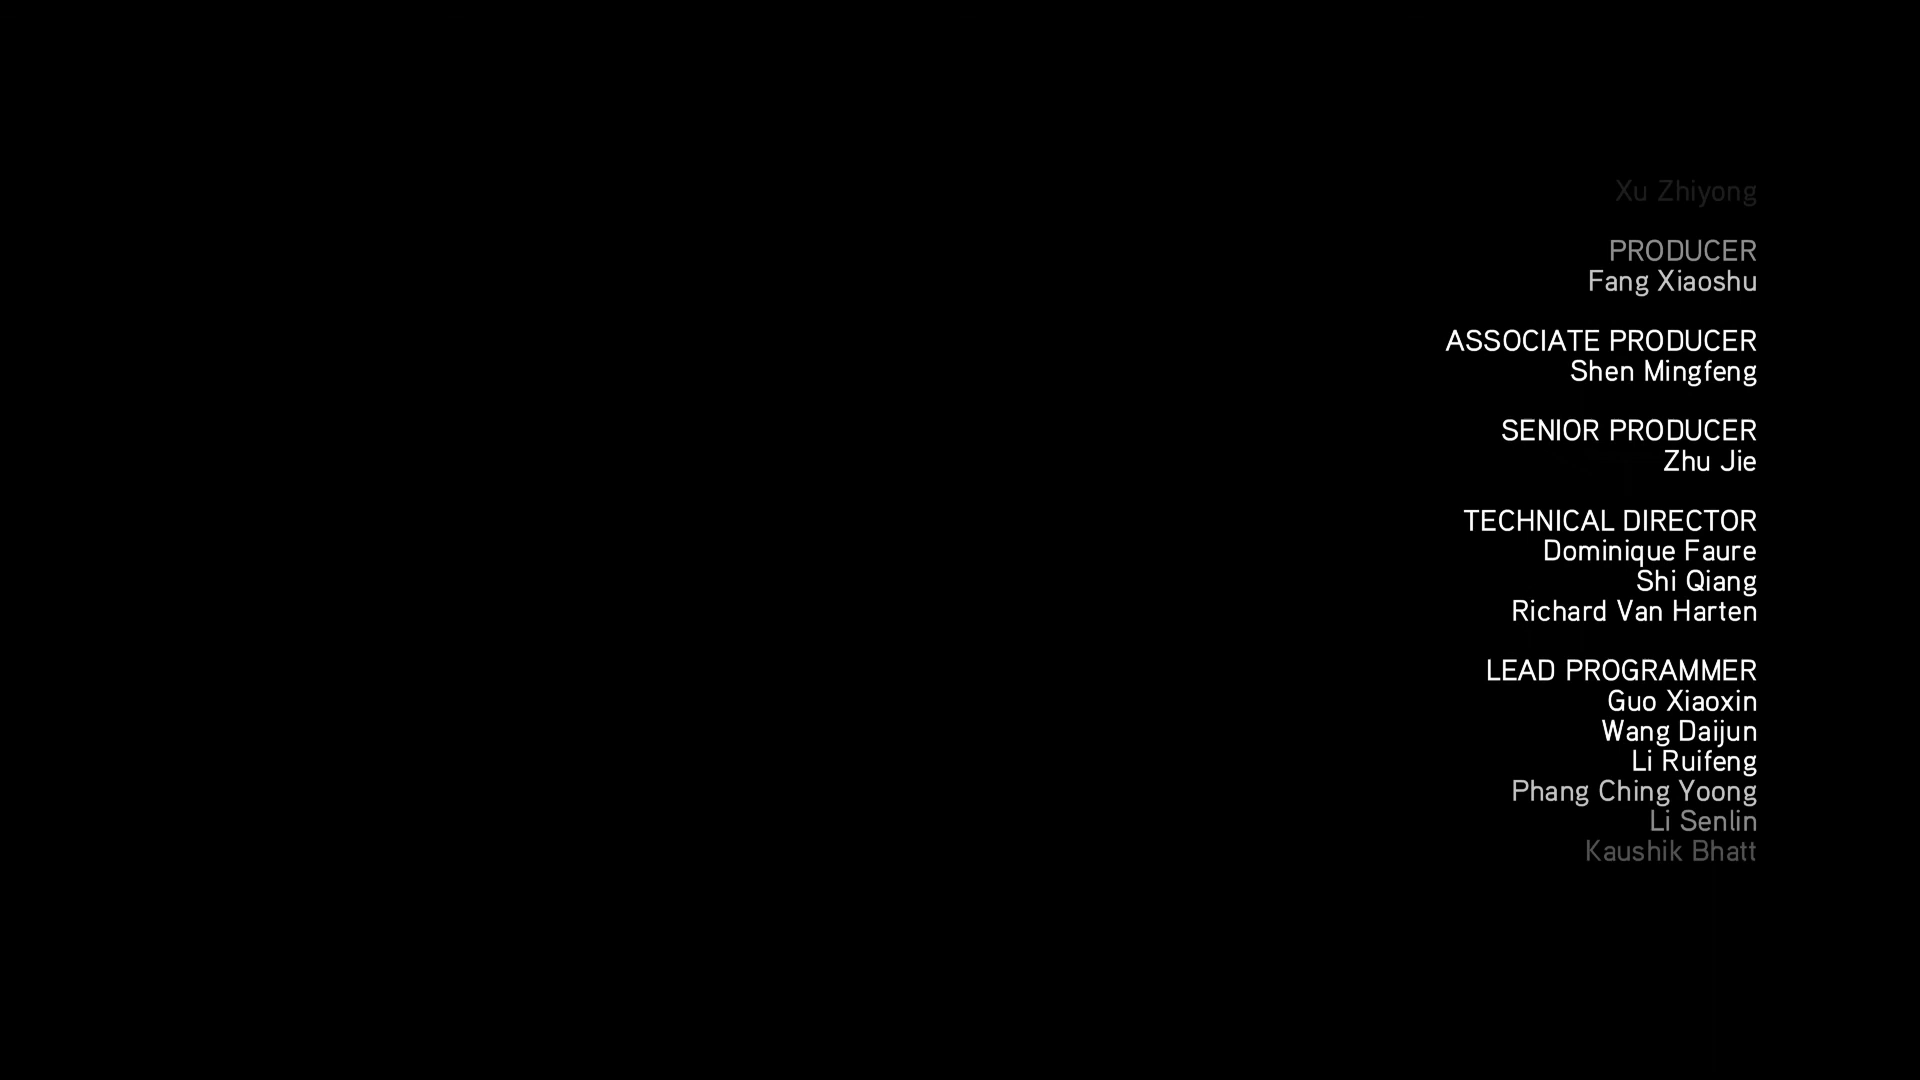 Xu Zhiyong
PRODUCER
Fang Xiaoshu
ASSOCIATE PRODUCER
Shen Mingfeng
SENIOR PRODUCER
Zhu Jie
TECHNICAL DIRECTOR
Dominique Faure
Shi Qiang
Richard Van Harten
LEAD PROGRAMMER
Guo Xiaoxin
Wang Daijun
Li Ruifeng
Phang Ching Yoong
Li Senlin
Kaushik Bhatt